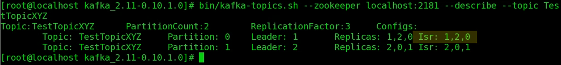 [root@localhost kafka_2.11-0.10.1.0]# bin/kafka-topics.sh --zookeeper localhost:2181 --describe --topic Tes
tTopicXYZ
Topic:TestTopicXYZ PartitionCount:2 ReplicationFactor:3 Configs:
Topic: TestTopicXYZ Partition: 0 Leader: 1 Replicas: 1,2,0 Isr: 1,2,0
Topic: TestTopicXYZ Partition: 1 Leader: 2 Replicas: 2,0,1 Isr: 2,0,1
[root@localhost kafka_2.11-0.10.1.0]#